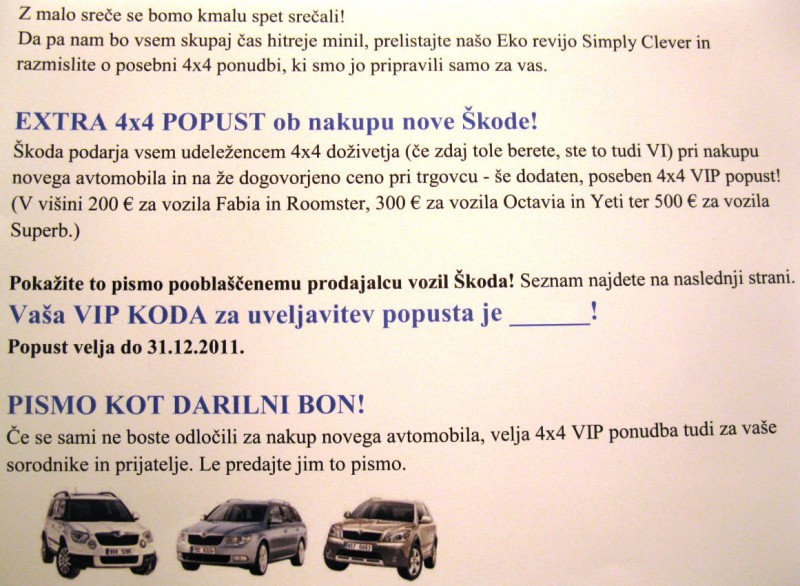 Z malo sreče se bomo kmalu spet srečali!
Da pa nam bo vsem skupaj čas hitreje minil, prelistajte našo Eko revijo Simply Clever in
razmislite o posebni 4x4 ponudbi, ki smo jo pripravili samo za vas.
EXTRA 4x4 POPUST ob nakupu nove Škode!
Škoda podarja vsem udeležencem 4x4 doživetja (če zdaj tole berete, ste to tudi VI) pri nakupu
novega avtomobila in na že dogovorjeno ceno pri trgovcu - še dodaten, poseben 4x4 VIP popust!
(V višini 200 € za vozila Fabia in Roomster, 300 € za vozila Octavia in Yeti ter 500 € za vozila
Superb.)
Pokažite to pismo pooblaščenemu prodajalcu vozil Škoda! Seznam najdete na naslednji strani.
Vaša VIP KODA za uveljavitev popusta je ______!
Popust velja do 31.12.2011.
PISMO KOT DARILNI BON!
Če se sami ne boste odločili za nakup novega avtomobila, velja 4x4 VIP ponudba tudi za vaše
sorodnike in prijatelje. Le predajte jim to pismo.